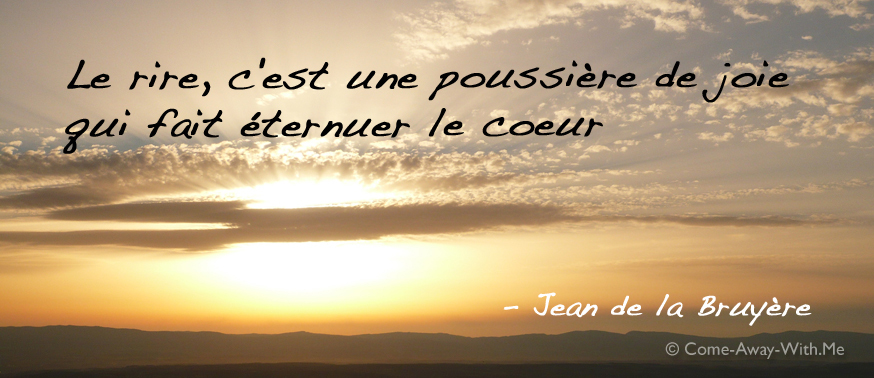 Le rire, c'est une poussière de joie
qui fait éternuer le coeur
- Jean de la Bruyère
© Come-Away-With.Me